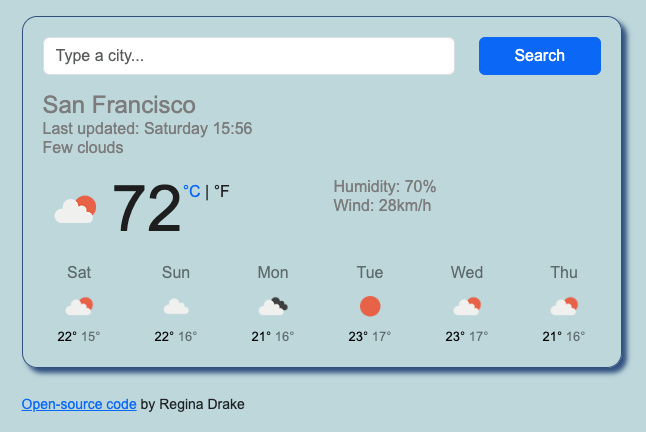 Type a city...
Search
San Francisco
Last updated: Saturday 15:56
Few clouds
72 °C | °F
Humidity: 70%
Wind: 28km/h
Sat Sun Mon Tue Wed Thu
22° 15° 22° 16° 21° 16° 23° 17° 23° 17° 21° 16°
Open-source code by Regina Drake